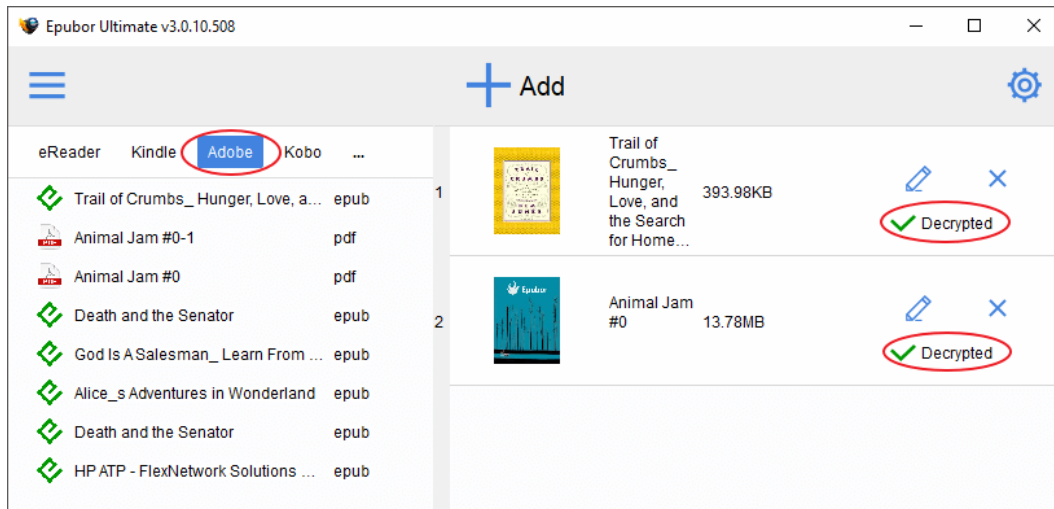 Epubor Ultimate v3.0.10.508
Add
eReader Kindle Adobe Kobo ...
Trail of Crumbs_ Hunger, Love, a... epub
Animal Jam #0-1 pdf
Animal Jam #0 pdf
Death and the Senator epub
God Is A Salesman_ Learn From ... epub
Alice_s Adventures in Wonderland epub
Death and the Senator epub
HP ATP - FlexNetwork Solutions ... epub
1
TRAIL
of
CRUMBS
Trail of
Crumbs_
Hunger,
Love, and
the Search
for Home...
393.98KB
Decrypted
2
Epubor
Animal Jam
#0
13.78MB
Decrypted